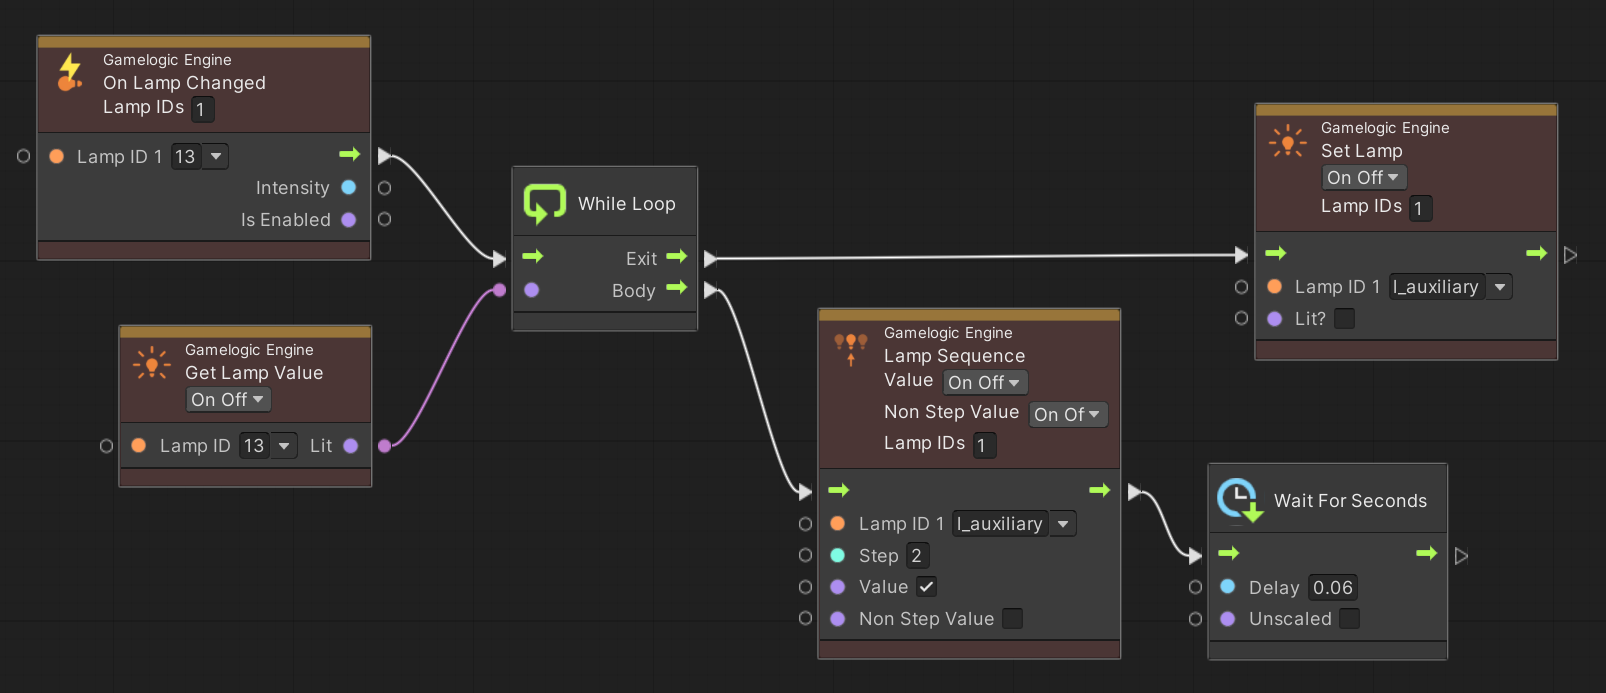 Gamelogic Engine
On Lamp Changed
Lamp IDs 1
Lamp ID 1 13
Intensity
Is Enabled
Gamelogic Engine
Get Lamp Value
On Off
Lamp ID 13 Lit
While Loop
Exit
Body
Gamelogic Engine
Lamp Sequence
Value On Off
Non Step Value On Of
Lamp IDs 1
Lamp ID 1 l_auxiliary
Step 2
Value
Non Step Value
Gamelogic Engine
Set Lamp
On Off
Lamp IDs 1
Lamp ID 1 l_auxiliary
Lit?
Wait For Seconds
Delay 0.06
Unscaled